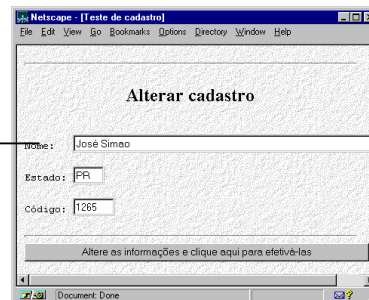 Netscape - [Teste de cadastro]
File Edit View Go Bookmarks Options Directory Window Help
Alterar cadastro
Nome: José Simao
Estado: PR
Código: 1265
Altere as informações e clique aqui para efetivá-las
Document: Done